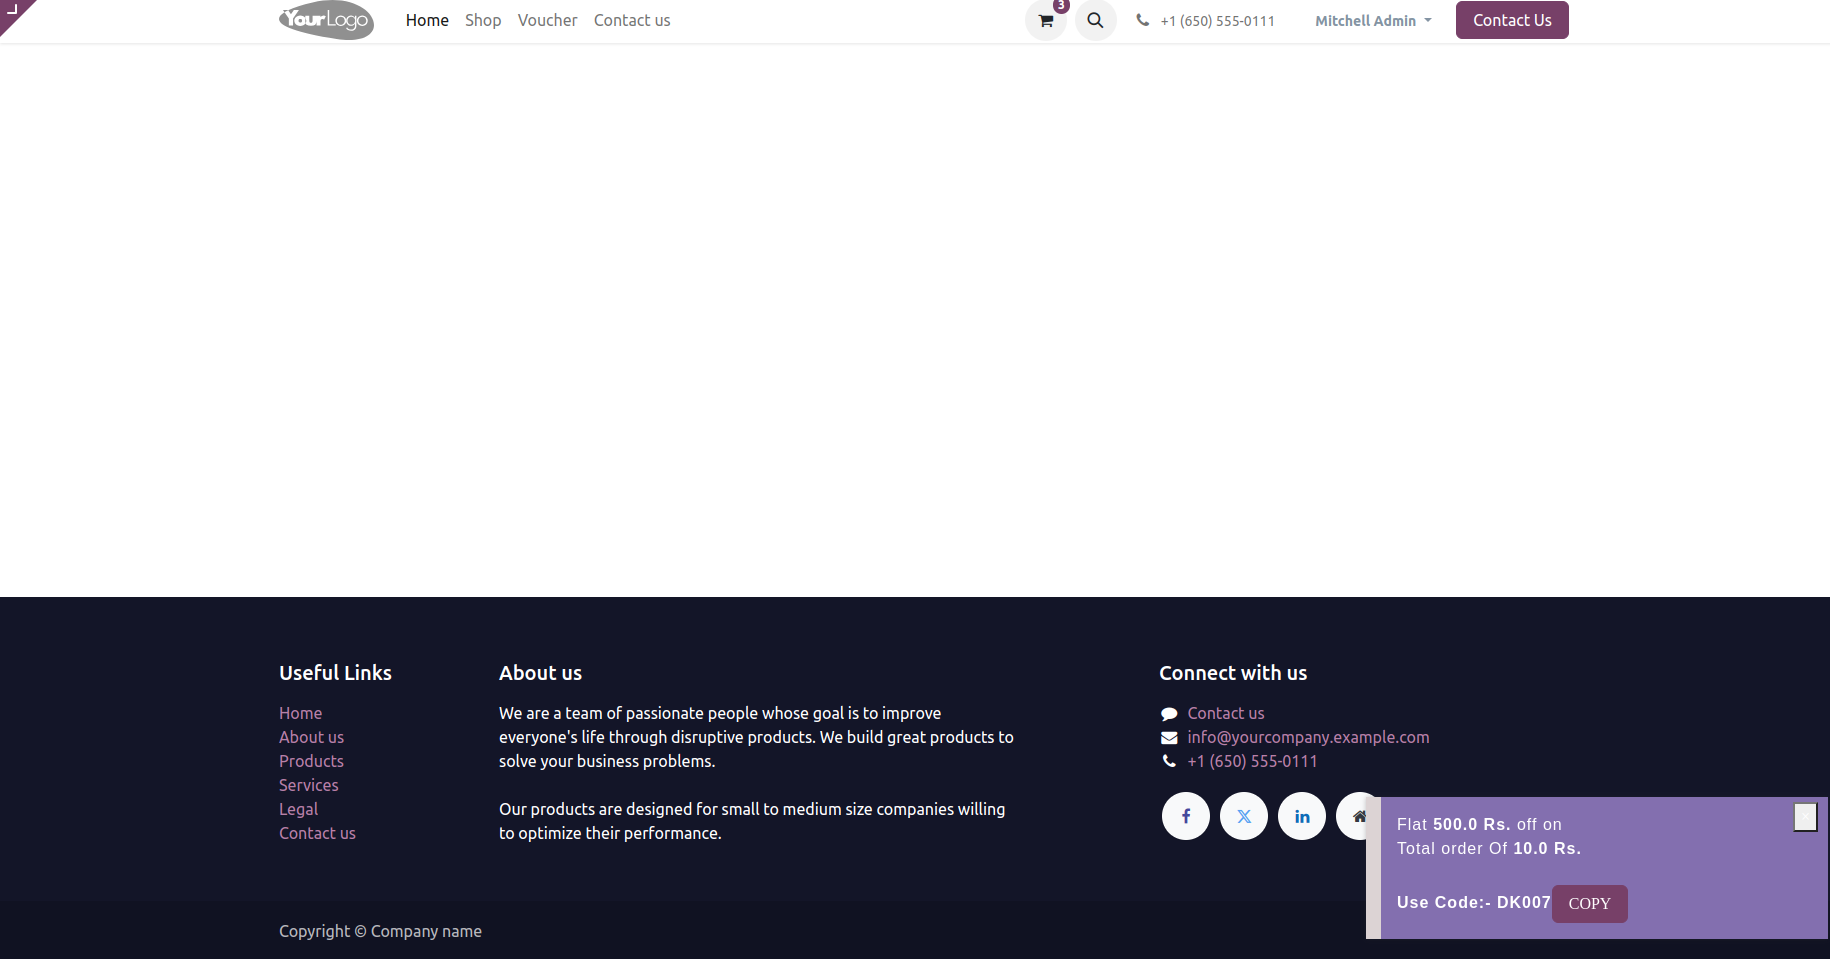 YourLogo
Home Shop Voucher Contact us
3
+1 (650) 555-0111
Mitchell Admin
Contact Us
Useful Links
Home
About us
Products
Services
Legal
Contact us
About us
We are a team of passionate people whose goal is to improve
everyone's life through disruptive products. We build great products to
solve your business problems.
Our products are designed for small to medium size companies willing
to optimize their performance.
Connect with us
Contact us
info@yourcompany.example.com
+1 (650) 555-0111
Flat 500.0 Rs. off on
Total order Of 10.0 Rs.
Use Code:- DK007 COPY
Copyright © Company name